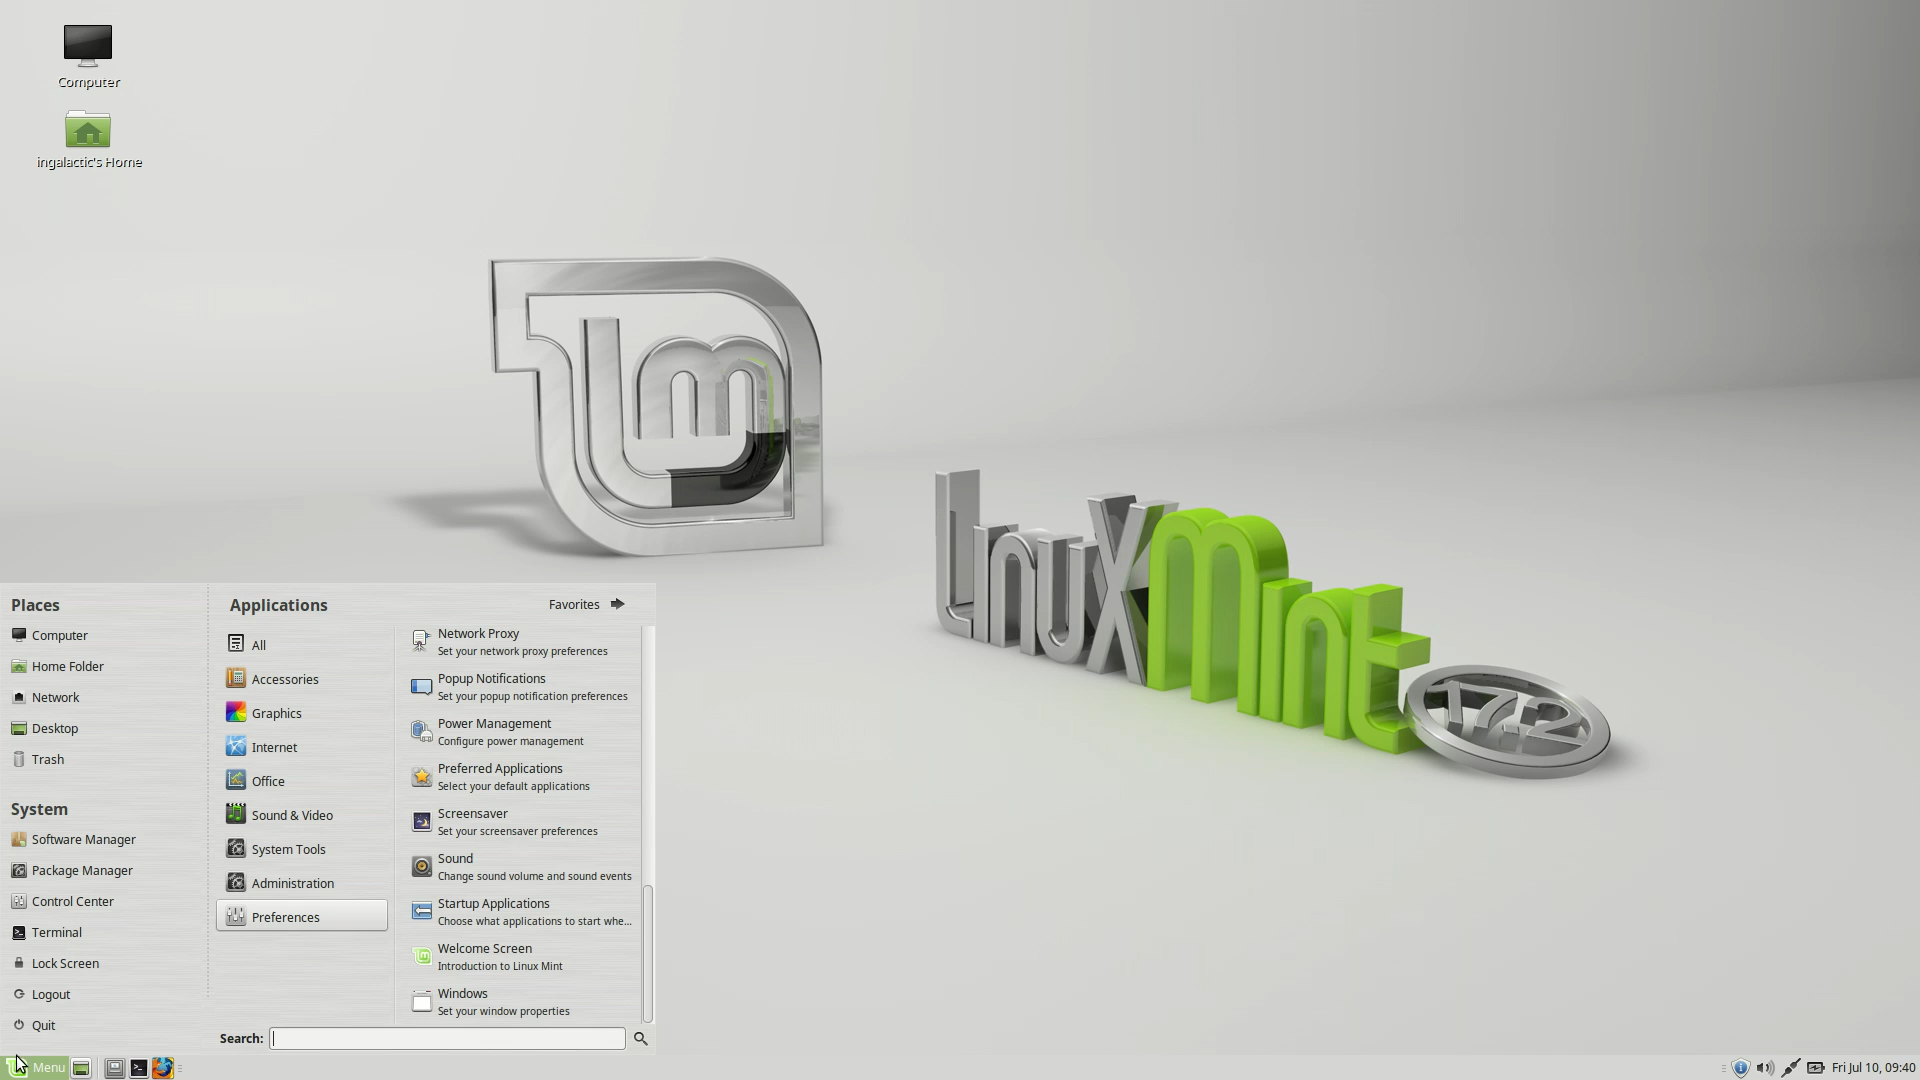 Computer
ingalactic's Home
lm
LinuxMint
17.2
Places
Computer
Home Folder
Network
Desktop
Trash
System
Software Manager
Package Manager
Control Center
Terminal
Lock Screen
Logout
Quit
Applications
Favorites
All
Accessories
Graphics
Internet
Office
Sound & Video
System Tools
Administration
Preferences
Network Proxy
Set your network proxy preferences
Popup Notifications
Set your popup notification preferences
Power Management
Configure power management
Preferred Applications
Select your default applications
Screensaver
Set your screensaver preferences
Sound
Change sound volume and sound events
Startup Applications
Choose what applications to start whe...
Welcome Screen
Introduction to Linux Mint
Windows
Set your window properties
Search:
Menu
Fri Jul 10, 09:40